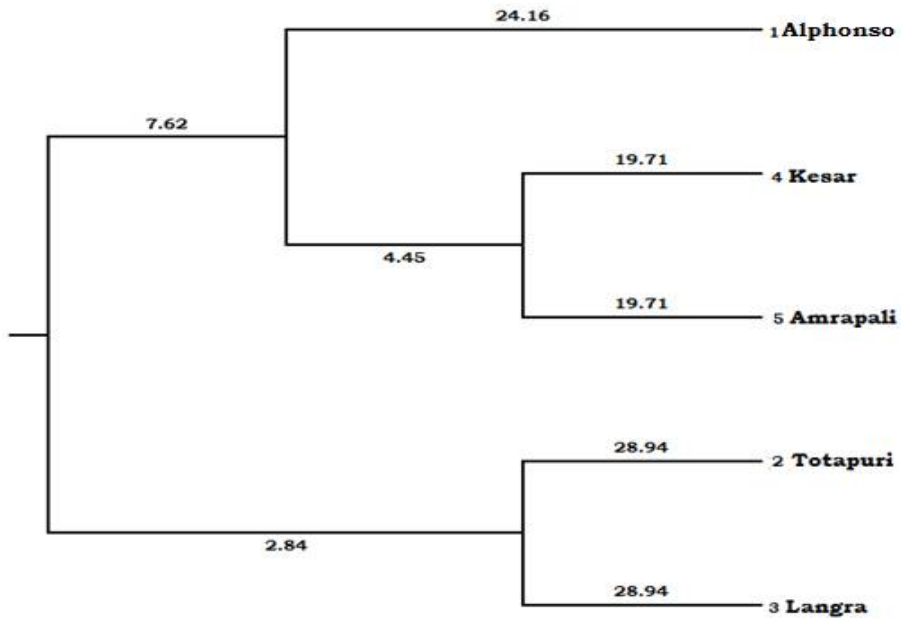 24.16
1 Alphonso
7.62
19.71
4 Kesar
4.45
19.71
5 Amrapali
28.94
2 Totapuri
2.84
28.94
3 Langra